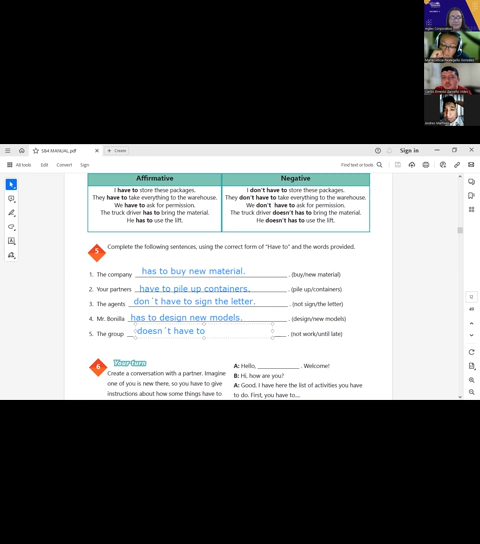 SB4 MANUAL.pdf
Create
Sign in
All tools Edit Convert Sign
Find text or tools
Affirmative Negative
I have to store these packages.
They have to take everything to the warehouse.
We have to ask for permission.
The truck driver has to bring the material.
He has to use the lift.
I don't have to store these packages.
They don't have to take everything to the warehouse.
We don't have to ask for permission.
The truck driver doesn't has to bring the material.
He doesn't has to use the lift.
5 Complete the following sentences, using the correct form of "Have to" and the words provided.
1. The company has to buy new material. . (buy/new material)
2. Your partners have to pile up containers. . (pile up/containers)
3. The agents don´t have to sign the letter. . (not sign/the letter)
4. Mr. Bonilla has to design new models. . (design/new models)
5. The group doesn´t have to . (not work/until late)
6 Your turn
Create a conversation with a partner. Imagine
one of you is new there, so you have to give
instructions about how some things have to
A: Hello, ______________ . Welcome!
B: Hi, how are you?
A: Good. I have here the list of activities you have
to do. First, you have to...